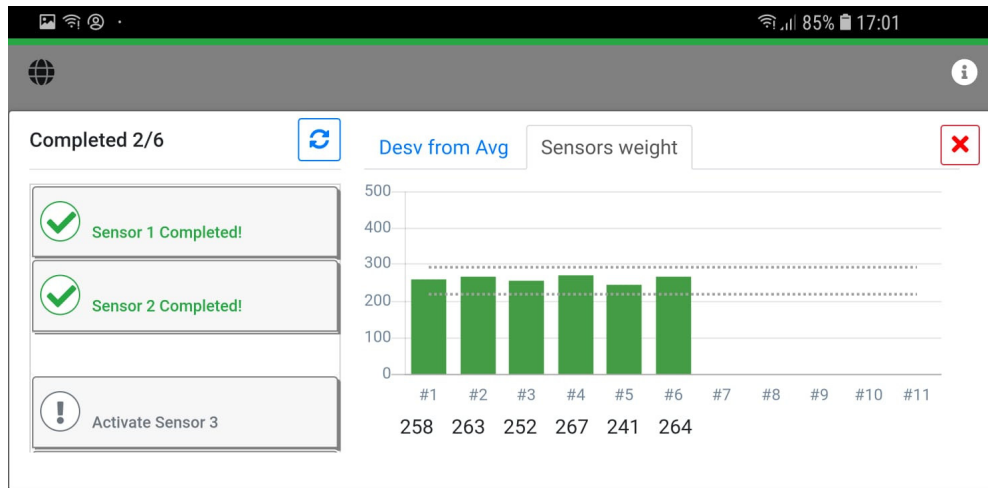 85% 17:01
Completed 2/6
Sensor 1 Completed!
Sensor 2 Completed!
Activate Sensor 3
Desv from Avg Sensors weight
500
400
300
200
100
0
#1 #2 #3 #4 #5 #6 #7 #8 #9 #10 #11
258 263 252 267 241 264